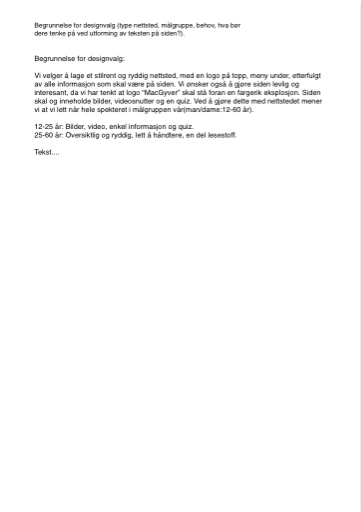 Begrunnelse for designvalg (type nettsted, målgruppe, behov, hva bør
dere tenke på ved utforming av teksten på siden?).
Begrunnelse for designvalg:
Vi velger å lage et stilrent og ryddig nettsted, med en logo på topp, meny under, etterfulgt
av alle informasjon som skal være på siden. Vi ønsker også å gjøre siden levlig og
interesant, da vi har tenkt at logo "MacGyver" skal stå foran en fargerik eksplosjon. Siden
skal og inneholde bilder, videosnutter og en quiz. Ved å gjøre dette med nettstedet mener
vi at vi lett når hele spekteret i målgruppen vår(man/dame:12-60 år).
12-25 år: Bilder, video, enkel informasjon og quiz.
25-60 år: Oversiktlig og ryddig, lett å håndtere, en del lesestoff.
Tekst....